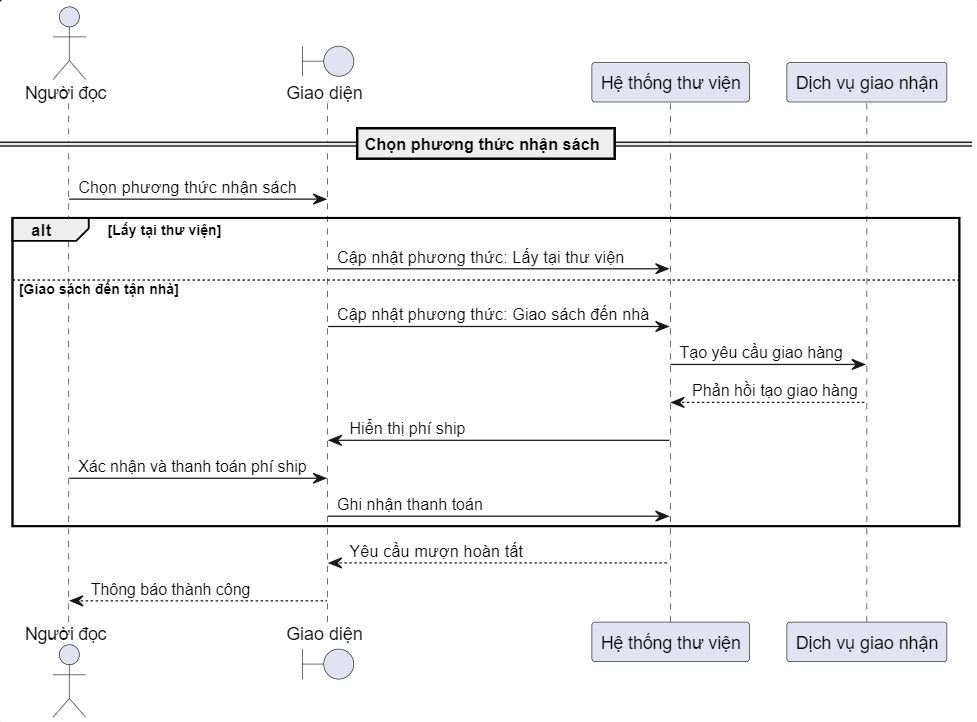 Người đọc
Giao diện
Hệ thống thư viện
Dịch vụ giao nhận
Chọn phương thức nhận sách
Chọn phương thức nhận sách
alt
[Lấy tại thư viện]
Cập nhật phương thức: Lấy tại thư viện
[Giao sách đến tận nhà]
Cập nhật phương thức: Giao sách đến nhà
Tạo yêu cầu giao hàng
Phản hồi tạo giao hàng
Hiển thị phí ship
Xác nhận và thanh toán phí ship
Ghi nhận thanh toán
Yêu cầu mượn hoàn tất
Thông báo thành công
Người đọc
Giao diện
Hệ thống thư viện
Dịch vụ giao nhận